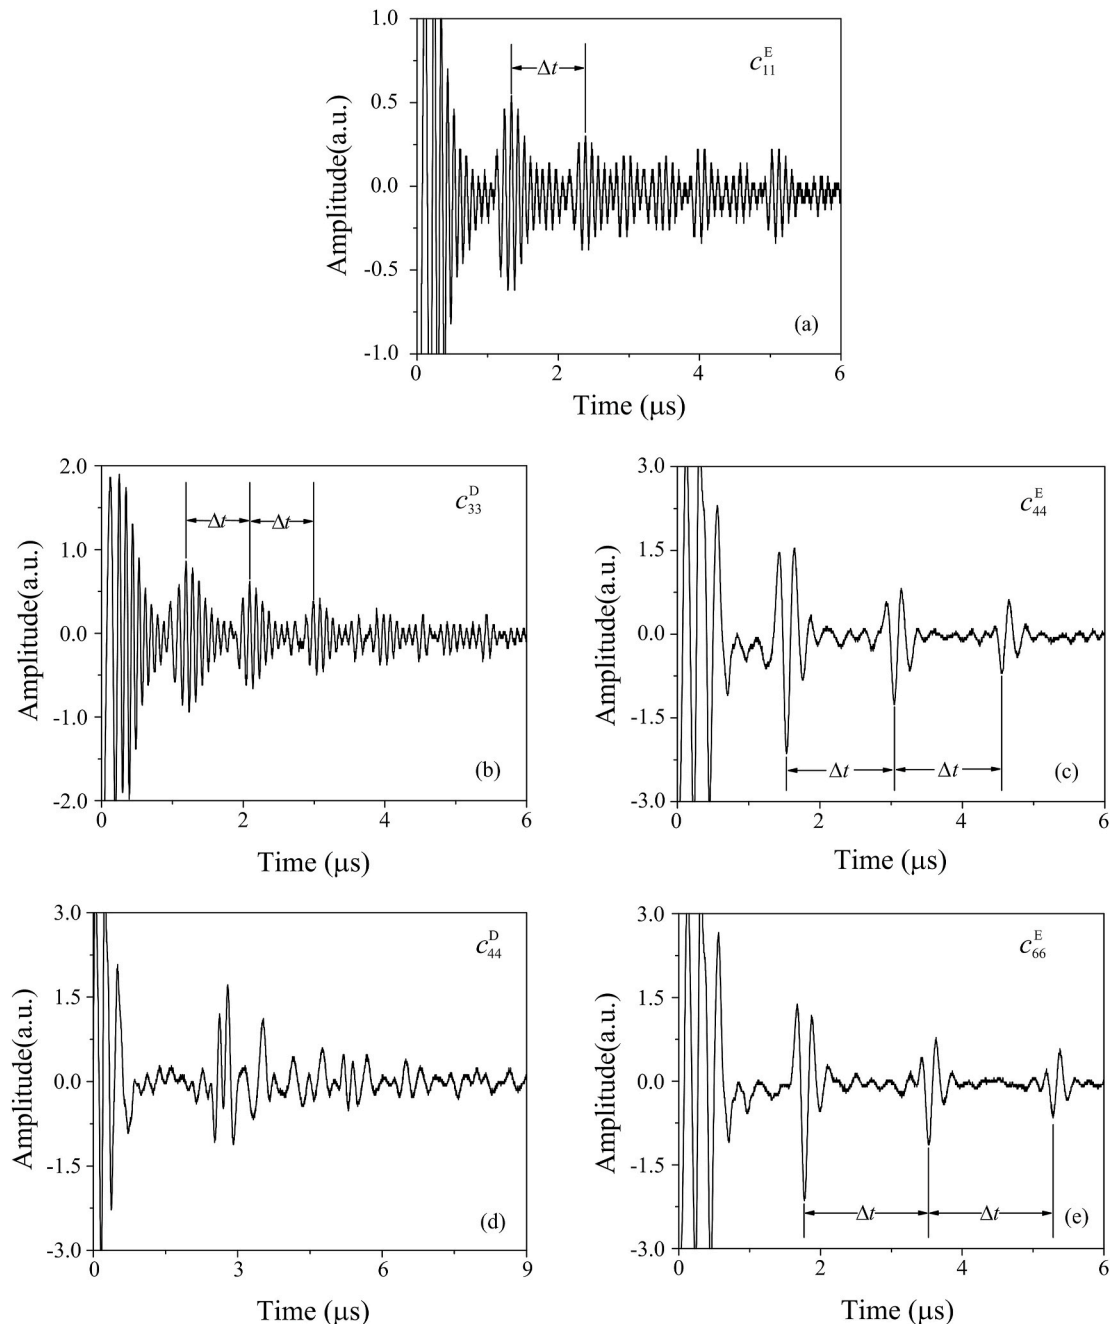 1.0
0.5
0.0
-0.5
-1.0
Amplitude(a.u.)
Δt
c₁₁ᴱ
(a)
0 2 4 6
Time (μs)
2.0
1.0
0.0
-1.0
-2.0
Amplitude(a.u.)
Δt Δt
c₃₃ᴰ
(b)
0 2 4 6
Time (μs)
3.0
1.5
0.0
-1.5
-3.0
Amplitude(a.u.)
c₄₄ᴱ
Δt Δt
(c)
0 2 4 6
Time (μs)
3.0
1.5
0.0
-1.5
-3.0
Amplitude(a.u.)
c₄₄ᴰ
(d)
0 3 6 9
Time (μs)
3.0
1.5
0.0
-1.5
-3.0
Amplitude(a.u.)
c₆₆ᴱ
Δt Δt
(e)
0 2 4 6
Time (μs)